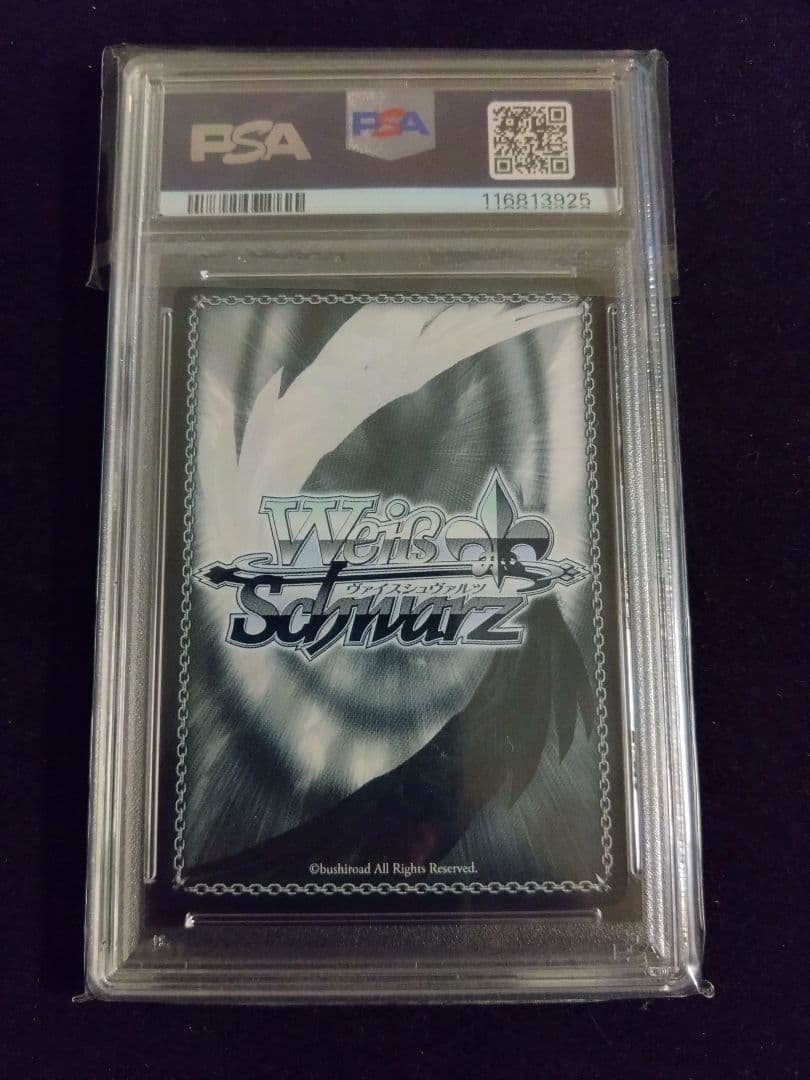 PSA PSA
116813925
Weiß
ヴァイスシュヴァルツ
Schwarz
©bushiroad All Rights Reserved.